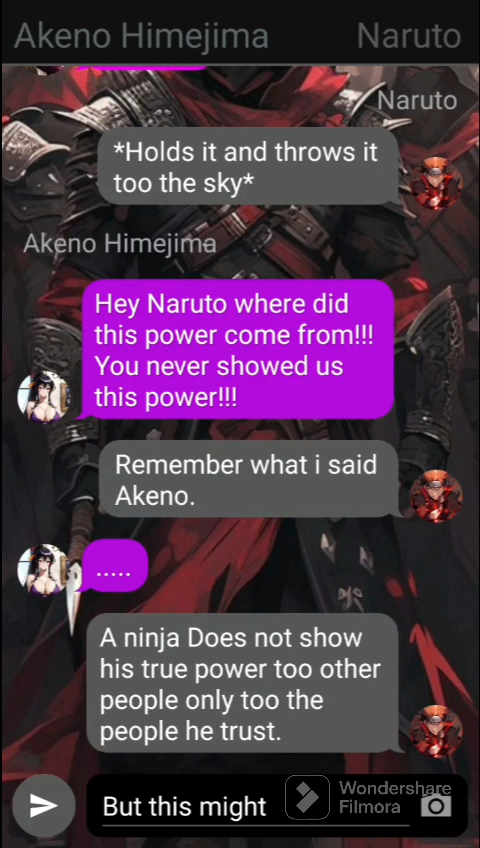 Akeno Himejima Naruto
Naruto
*Holds it and throws it
too the sky*
Akeno Himejima
Hey Naruto where did
this power come from!!!
You never showed us
this power!!!
Remember what i said
Akeno.
.....
A ninja Does not show
his true power too other
people only too the
people he trust.
But this might
Wondershare
Filmora